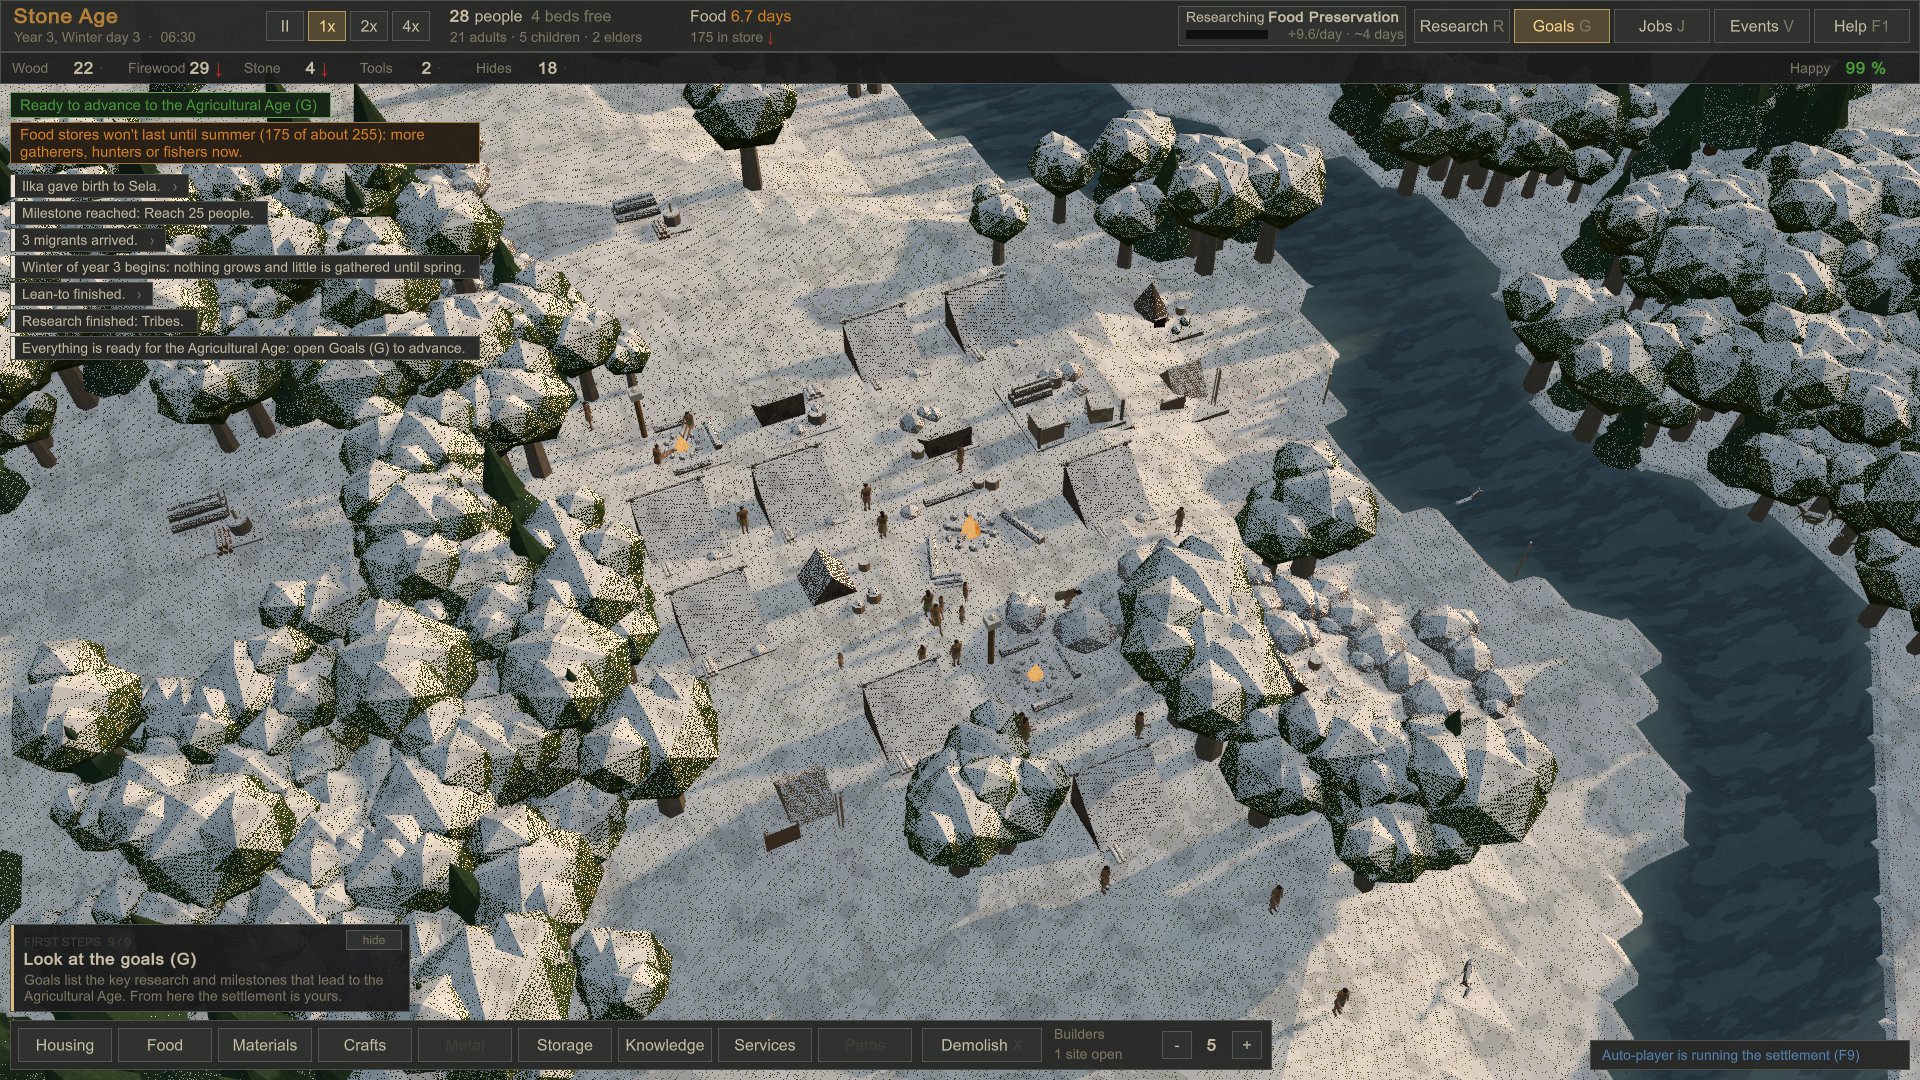 Stone Age
Year 3, Winter day 3 · 06:30
II
1x
2x
4x
28 people 4 beds free
21 adults · 5 children · 2 elders
Food 6.7 days
175 in store ↓
Researching Food Preservation
+9.6/day · ~4 days
Research R
Goals G
Jobs J
Events V
Help F1
Wood 22
Firewood 29 ↓
Stone 4 ↓
Tools 2
Hides 18
Happy 99 %
Ready to advance to the Agricultural Age (G)
Food stores won't last until summer (175 of about 255): more
gatherers, hunters or fishers now.
Ilka gave birth to Sela. ›
Milestone reached: Reach 25 people.
3 migrants arrived. ›
Winter of year 3 begins: nothing grows and little is gathered until spring.
Lean-to finished. ›
Research finished: Tribes.
Everything is ready for the Agricultural Age: open Goals (G) to advance.
FIRST STEPS 9 / 9
hide
Look at the goals (G)
Goals list the key research and milestones that lead to the
Agricultural Age. From here the settlement is yours.
Housing
Food
Materials
Crafts
Metal
Storage
Knowledge
Services
Paths
Demolish X
Builders
1 site open
-
5
+
Auto-player is running the settlement (F9)